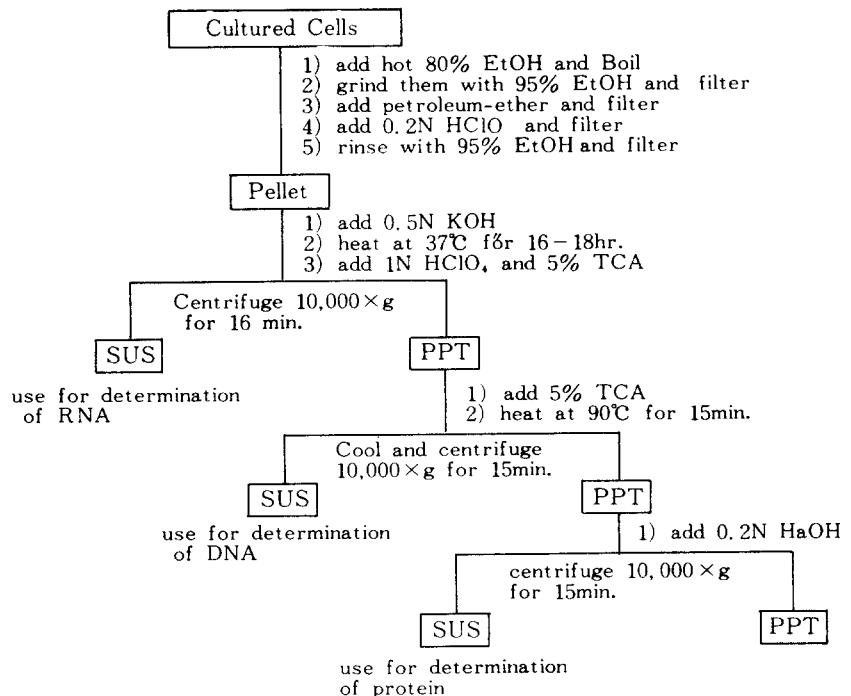 Cultured Cells
1) add hot 80% EtOH and Boil
2) grind them with 95% EtOH and filter
3) add petroleum-ether and filter
4) add 0.2N HClO and filter
5) rinse with 95% EtOH and filter
Pellet
1) add 0.5N KOH
2) heat at 37℃ for 16-18hr.
3) add 1N HClO₄ and 5% TCA
Centrifuge 10,000×g
for 16 min.
SUS
PPT
use for determination
of RNA
1) add 5% TCA
2) heat at 90℃ for 15min.
Cool and centrifuge
10,000×g for 15min.
SUS
PPT
use for determination
of DNA
1) add 0.2N HaOH
centrifuge 10,000×g
for 15min.
SUS
PPT
use for determination
of protein